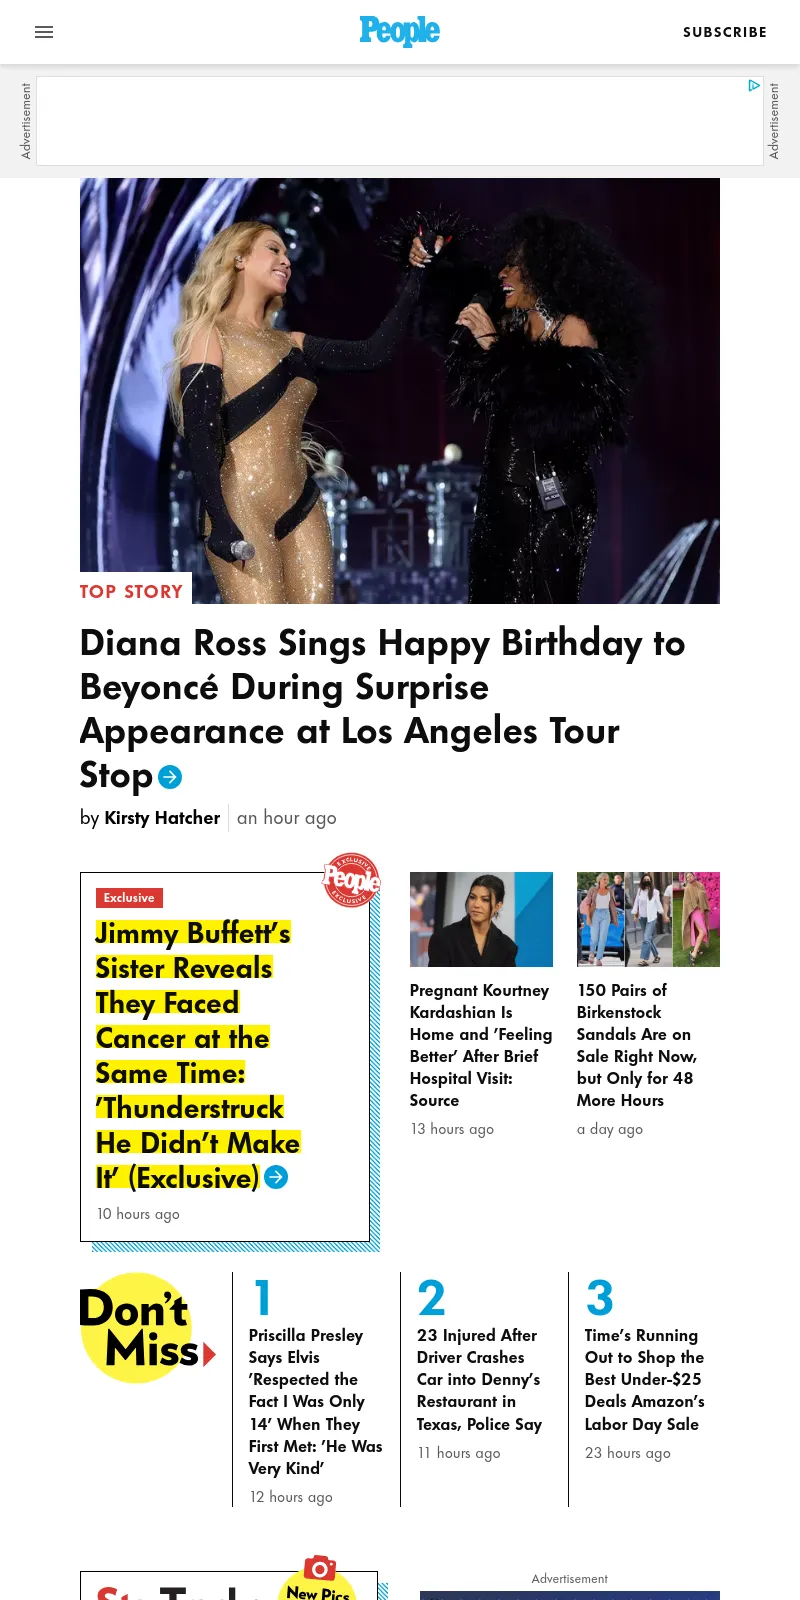 People
SUBSCRIBE
Advertisement
Advertisement
TOP STORY
Diana Ross Sings Happy Birthday to
Beyoncé During Surprise
Appearance at Los Angeles Tour
Stop
by Kirsty Hatcher an hour ago
EXCLUSIVE
People
EXCLUSIVE
Exclusive
Jimmy Buffett's
Sister Reveals
They Faced
Cancer at the
Same Time:
'Thunderstruck
He Didn't Make
It' (Exclusive)
10 hours ago
Pregnant Kourtney
Kardashian Is
Home and 'Feeling
Better' After Brief
Hospital Visit:
Source
13 hours ago
150 Pairs of
Birkenstock
Sandals Are on
Sale Right Now,
but Only for 48
More Hours
a day ago
Don't
Miss
1
Priscilla Presley
Says Elvis
'Respected the
Fact I Was Only
14' When They
First Met: 'He Was
Very Kind'
12 hours ago
2
23 Injured After
Driver Crashes
Car into Denny's
Restaurant in
Texas, Police Say
11 hours ago
3
Time's Running
Out to Shop the
Best Under-$25
Deals Amazon's
Labor Day Sale
23 hours ago
New Pics
Advertisement